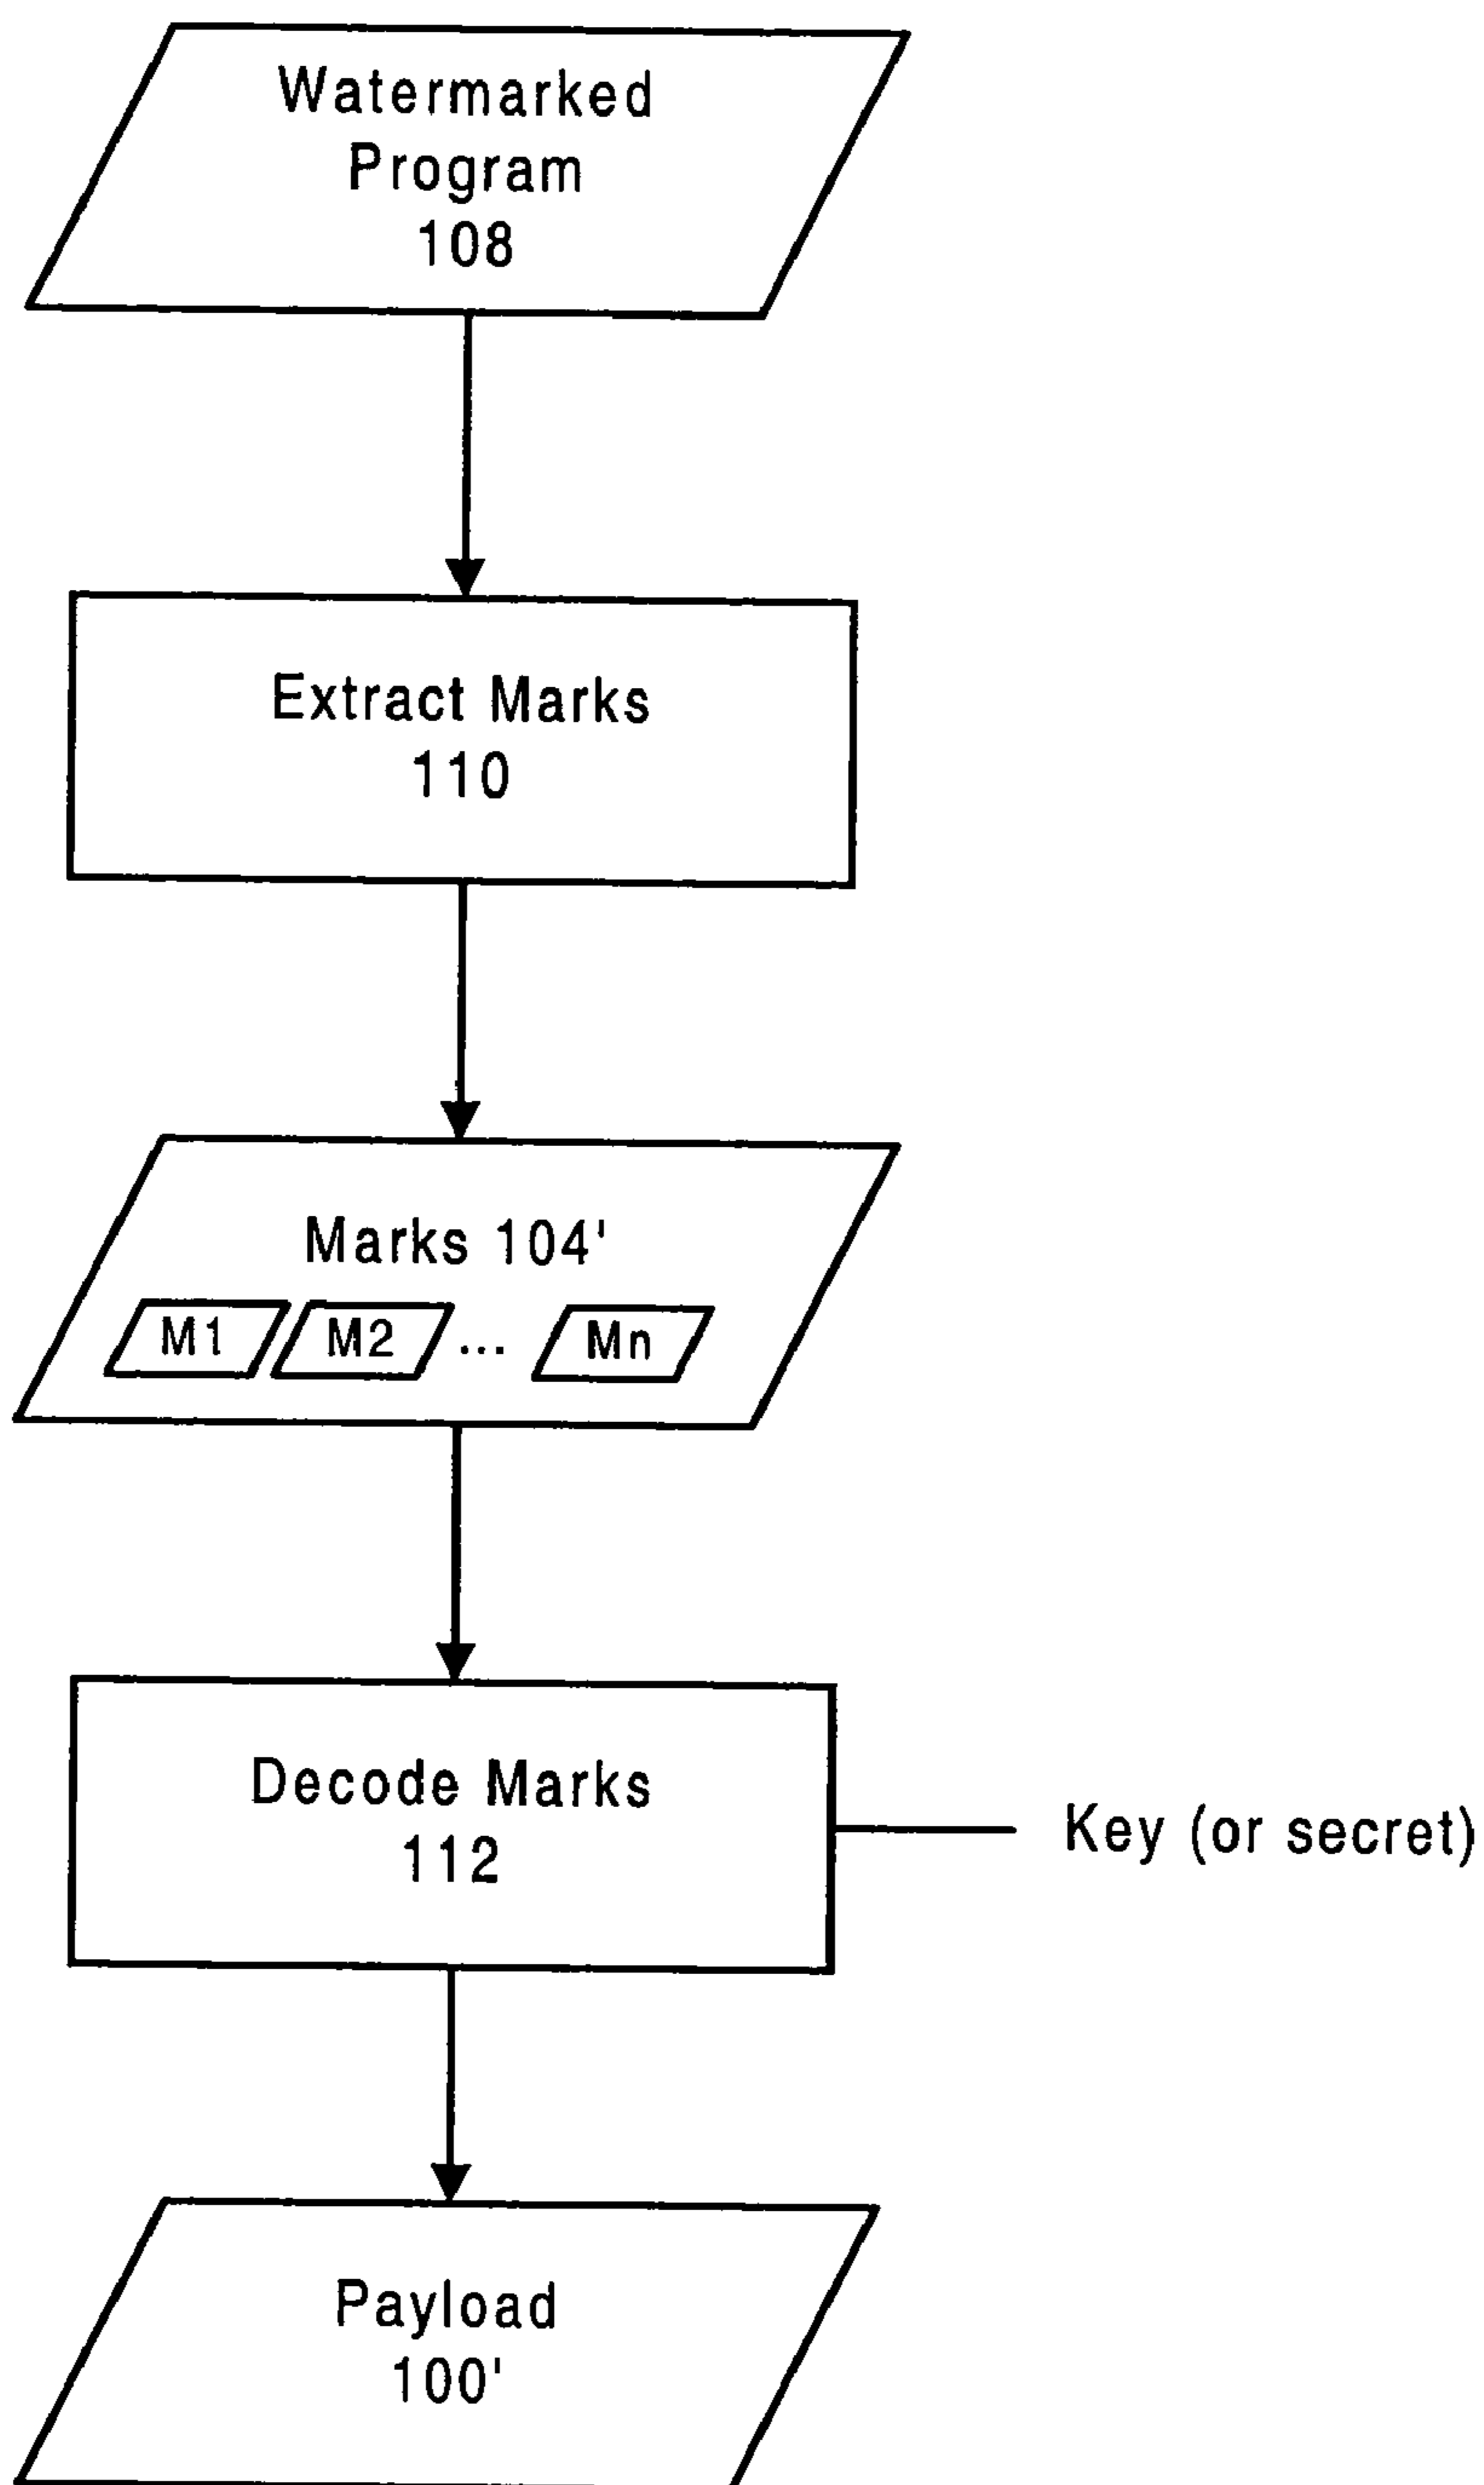 Watermarked
Program
108
Extract Marks
110
Marks 104'
M1 M2 ... Mn
Decode Marks
112
Key (or secret)
Payload
100'